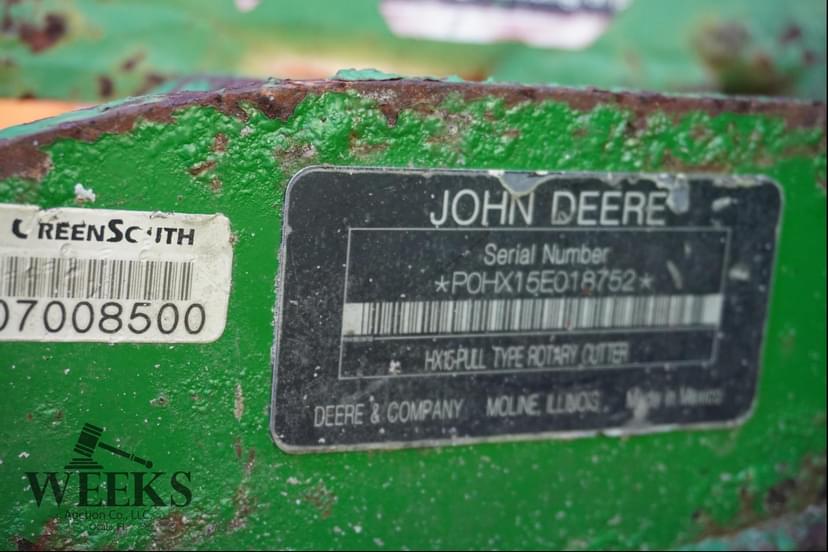 GREENSOUTH
07008500
JOHN DEERE
Serial Number
*P0HX15E018752*
HX15-PULL TYPE ROTARY CUTTER
DEERE & COMPANY MOLINE, ILLINOIS Made in Mexico
WEEKS
Auction Co., LLC